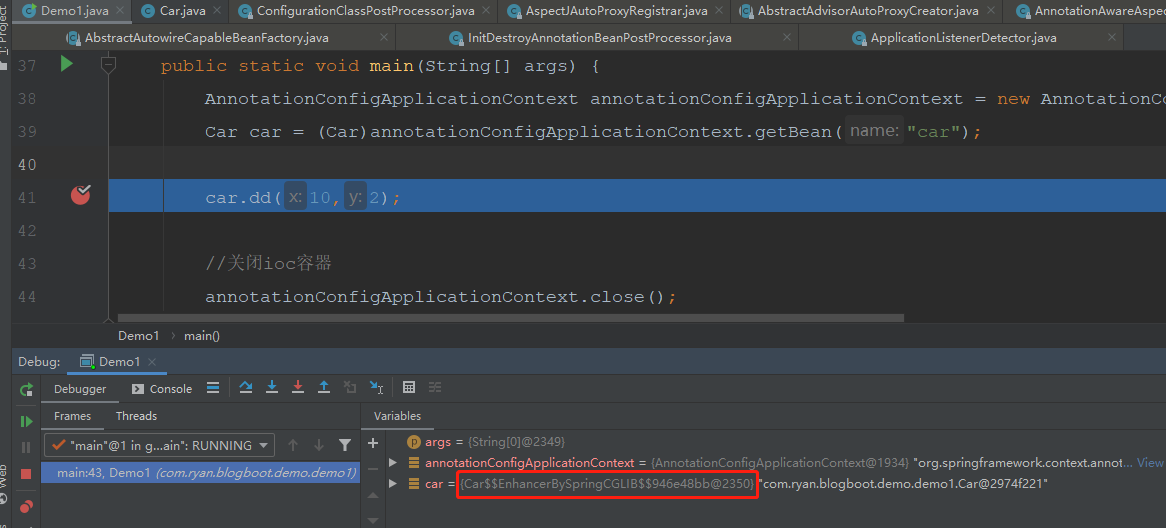 Demo1.java Car.java ConfigurationClassPostProcessor.java AspectJAutoProxyRegistrar.java AbstractAdvisorAutoProxyCreator.java AnnotationAwareAspec
1: Project
AbstractAutowireCapableBeanFactory.java InitDestroyAnnotationBeanPostProcessor.java ApplicationListenerDetector.java
37 public static void main(String[] args) {
38 AnnotationConfigApplicationContext annotationConfigApplicationContext = new AnnotationCo
39 Car car = (Car)annotationConfigApplicationContext.getBean( name: "car");
40
41 car.dd( x: 10, y: 2);
42
43 //关闭ioc容器
44 annotationConfigApplicationContext.close();
Demo1 › main()
Debug: Demo1
Debugger Console
Frames Threads Variables
"main"@1 in g...ain": RUNNING
args = {String[0]@2349}
main:43, Demo1 (com.ryan.blogboot.demo.demo1)
annotationConfigApplicationContext = {AnnotationConfigApplicationContext@1934} "org.springframework.context.annot... View
car = {Car$$EnhancerBySpringCGLIB$$946e48bb@2350} "com.ryan.blogboot.demo.demo1.Car@2974f221"
Web